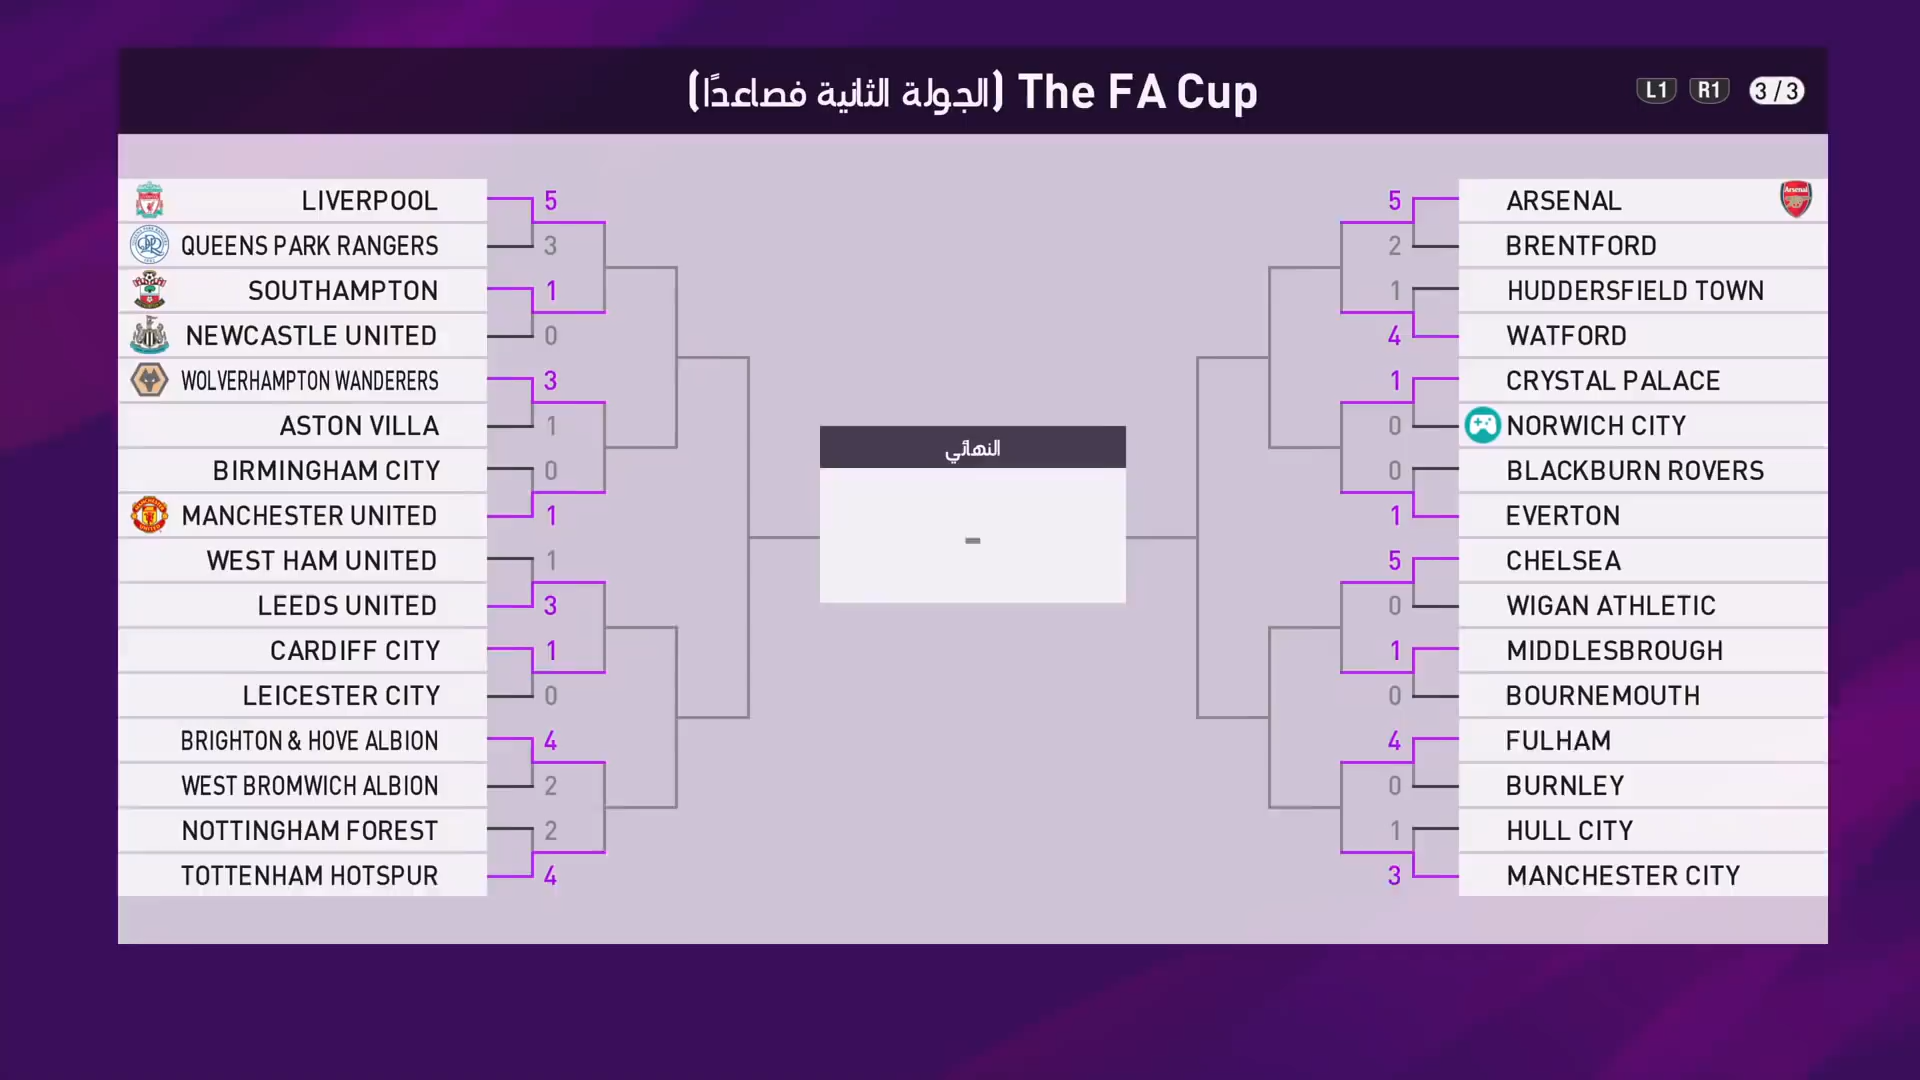 The FA Cup (الجولة الثانية فصاعدًا)
L1 R1 3/3
LIVERPOOL 5
QUEENS PARK RANGERS 3
SOUTHAMPTON 1
NEWCASTLE UNITED 0
WOLVERHAMPTON WANDERERS 3
ASTON VILLA 1
BIRMINGHAM CITY 0
MANCHESTER UNITED 1
WEST HAM UNITED 1
LEEDS UNITED 3
CARDIFF CITY 1
LEICESTER CITY 0
BRIGHTON & HOVE ALBION 4
WEST BROMWICH ALBION 2
NOTTINGHAM FOREST 2
TOTTENHAM HOTSPUR 4
النهائي
-
5 ARSENAL
2 BRENTFORD
1 HUDDERSFIELD TOWN
4 WATFORD
1 CRYSTAL PALACE
0 NORWICH CITY
0 BLACKBURN ROVERS
1 EVERTON
5 CHELSEA
0 WIGAN ATHLETIC
1 MIDDLESBROUGH
0 BOURNEMOUTH
4 FULHAM
0 BURNLEY
1 HULL CITY
3 MANCHESTER CITY